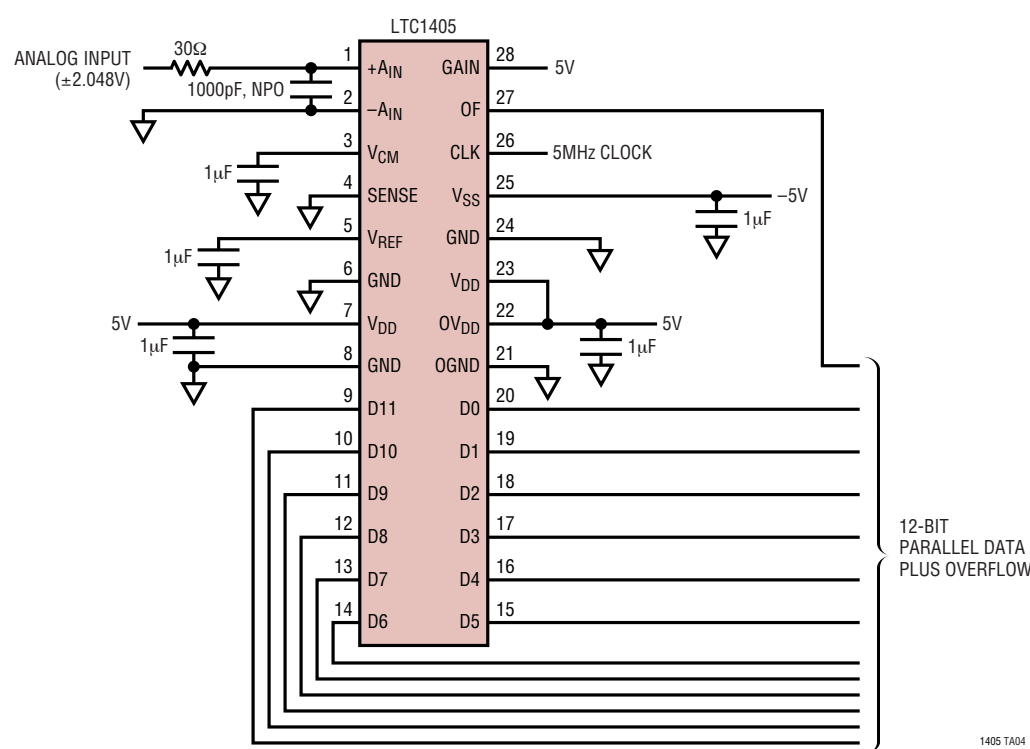 LTC1405
ANALOG INPUT
(±2.048V)
30Ω
1000pF, NPO
1
+AIN
2
–AIN
3
VCM
1µF
4
SENSE
5
VREF
1µF
6
GND
5V
7
VDD
1µF
8
GND
9
D11
10
D10
11
D9
12
D8
13
D7
14
D6
GAIN
28
5V
OF
27
CLK
26
5MHz CLOCK
VSS
25
–5V
1µF
GND
24
VDD
23
OVDD
22
5V
1µF
OGND
21
D0
20
D1
19
D2
18
D3
17
D4
16
D5
15
12-BIT
PARALLEL DATA
PLUS OVERFLOW
1405 TA04